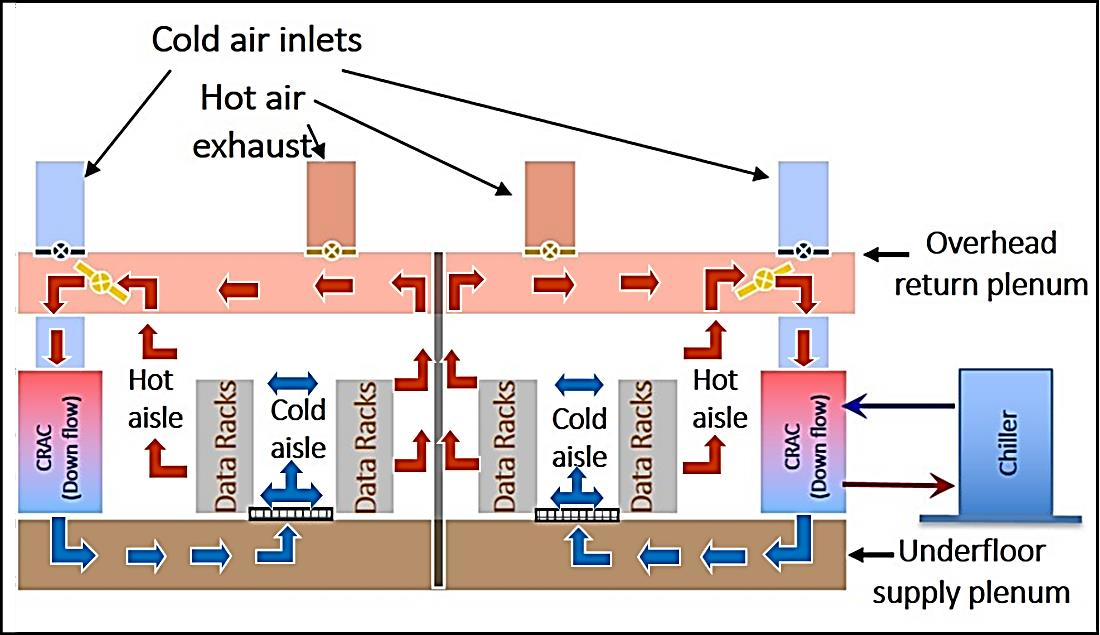 Cold air inlets
Hot air
exhaust
Overhead
return plenum
Hot
aisle
Data Racks
Cold
aisle
Data Racks
Data Racks
Cold
aisle
Data Racks
Hot
aisle
CRAC
(Down flow)
CRAC
(Down flow)
Chiller
Underfloor
supply plenum